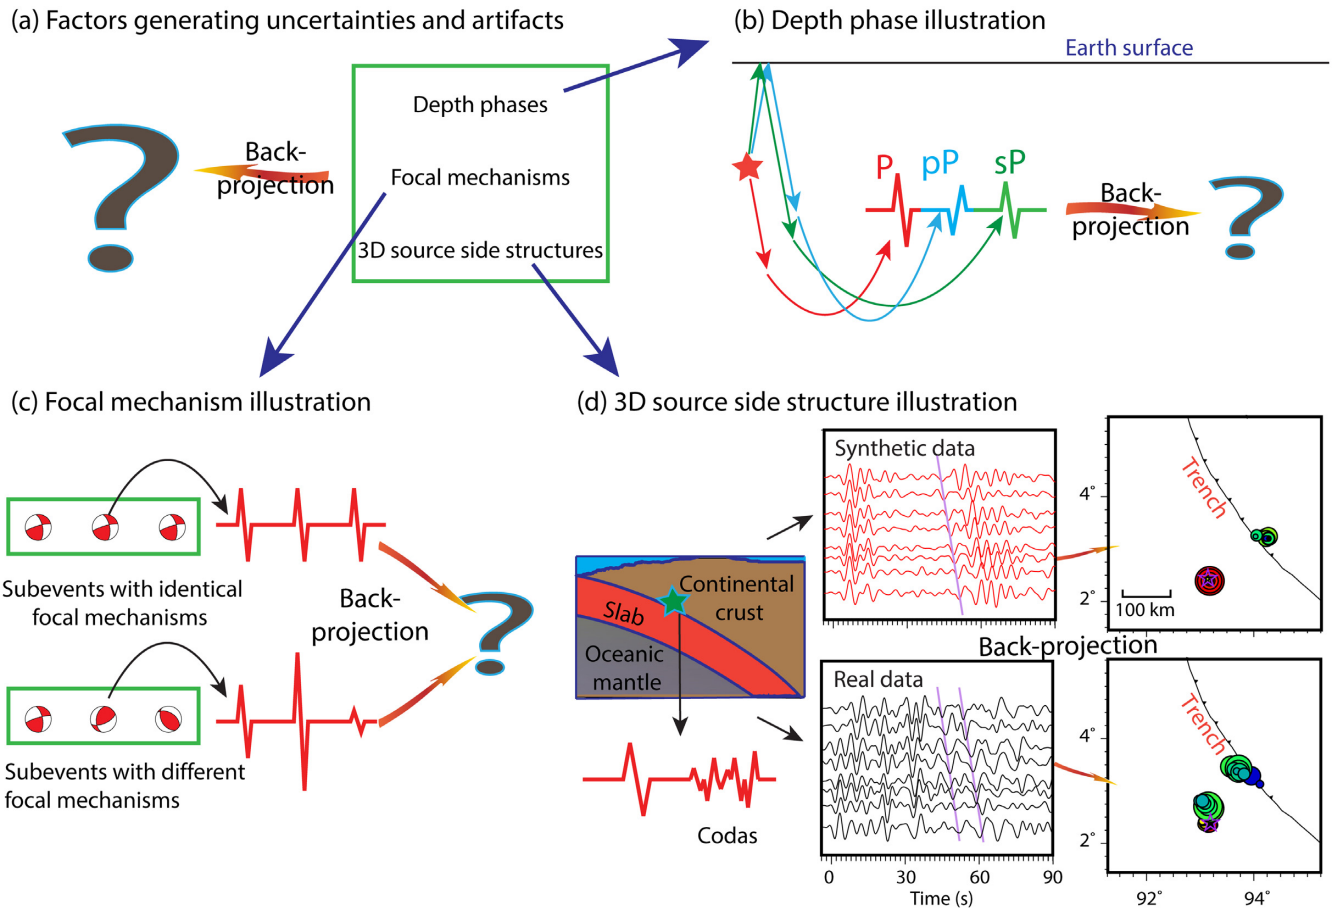 (a) Factors generating uncertainties and artifacts
Depth phases
Focal mechanisms
3D source side structures
Back-
projection
?
(b) Depth phase illustration
Earth surface
P
pP
sP
Back-
projection
?
(c) Focal mechanism illustration
Subevents with identical
focal mechanisms
Subevents with different
focal mechanisms
Back-
projection
?
(d) 3D source side structure illustration
Continental
crust
Slab
Oceanic
mantle
Codas
Synthetic data
Real data
0
30
60
90
Time (s)
Back-projection
Trench
4°
2°
100 km
Trench
4°
2°
92°
94°